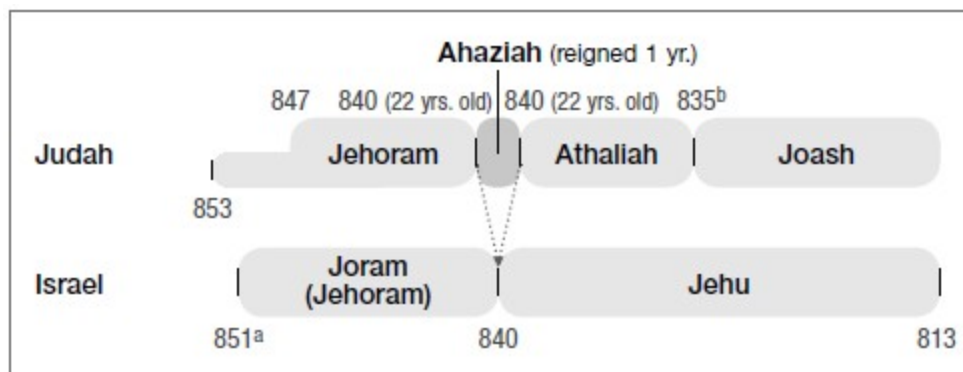 Ahaziah (reigned 1 yr.)
847 840 (22 yrs. old) 840 (22 yrs. old) 835b
Judah Jehoram Athaliah Joash
853
Israel Joram (Jehoram) Jehu
851a 840 813